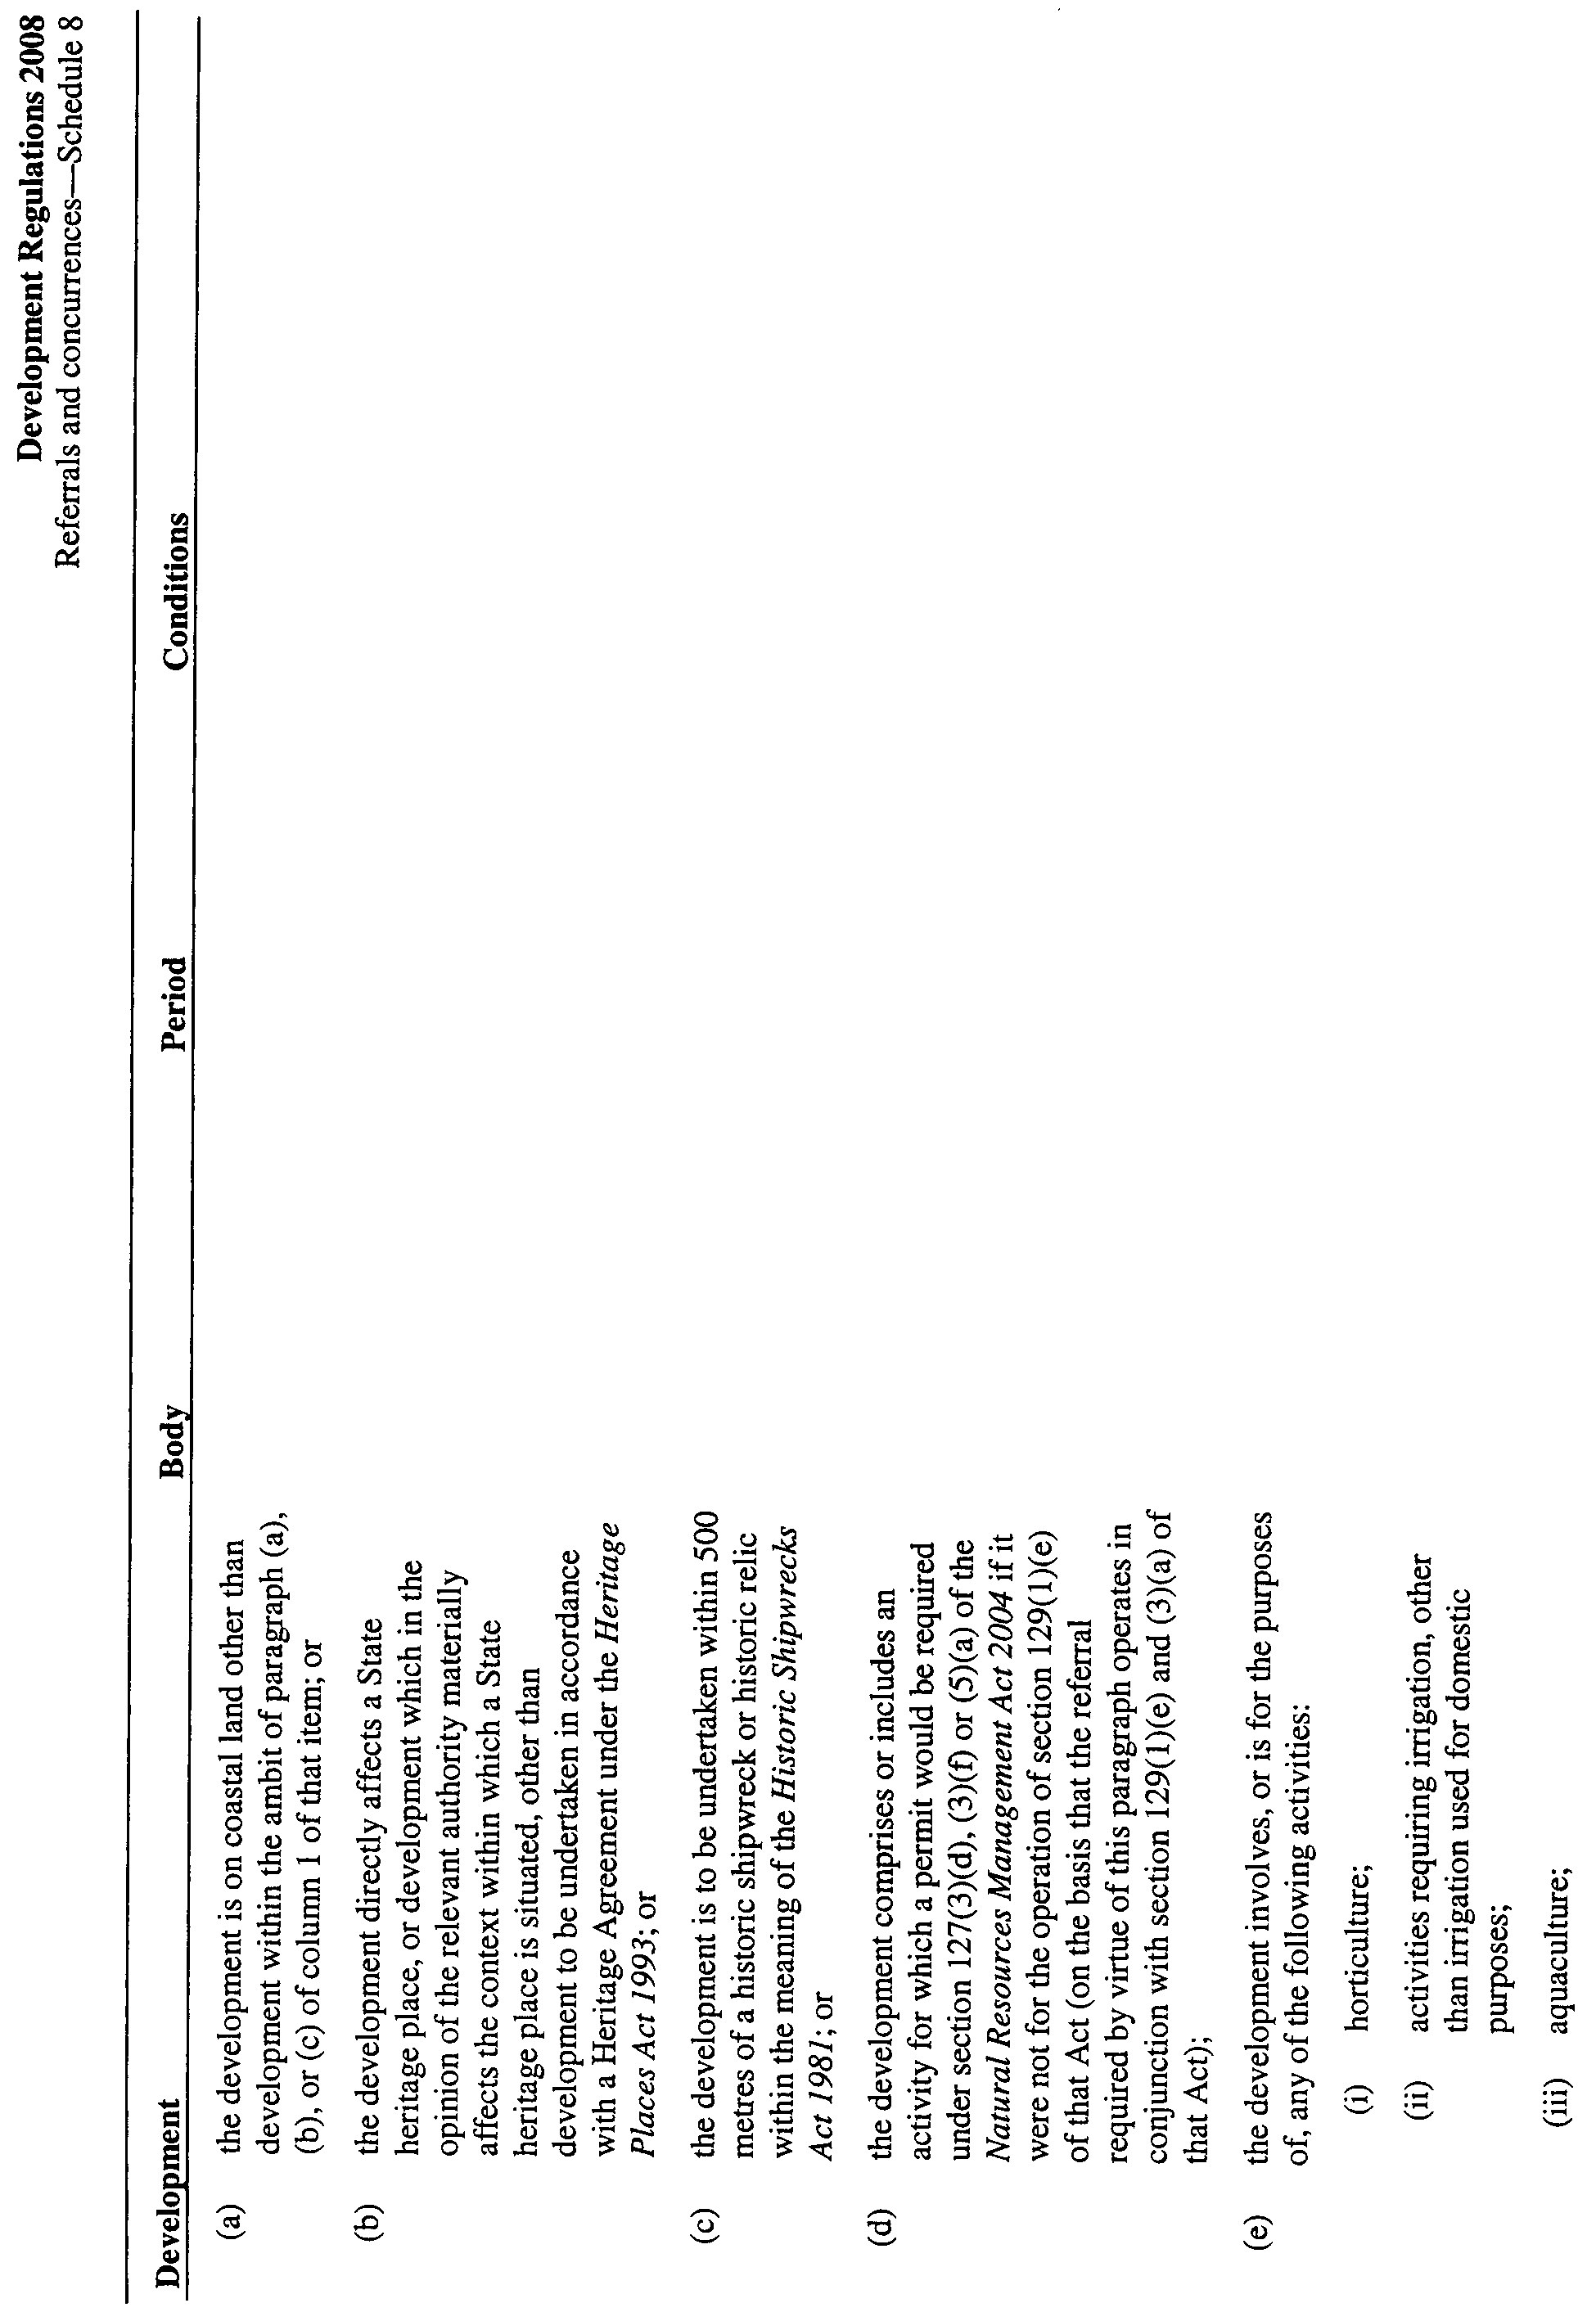 Development Regulations 2008
Referrals and concurrences—Schedule 8
Development Body Period Conditions
(a) the development is on coastal land other than
development within the ambit of paragraph (a),
(b), or (c) of column 1 of that item; or
(b) the development directly affects a State
heritage place, or development which in the
opinion of the relevant authority materially
affects the context within which a State
heritage place is situated, other than
development to be undertaken in accordance
with a Heritage Agreement under the Heritage
Places Act 1993; or
(c) the development is to be undertaken within 500
metres of a historic shipwreck or historic relic
within the meaning of the Historic Shipwrecks
Act 1981; or
(d) the development comprises or includes an
activity for which a permit would be required
under section 127(3)(d), (3)(f) or (5)(a) of the
Natural Resources Management Act 2004 if it
were not for the operation of section 129(1)(e)
of that Act (on the basis that the referral
required by virtue of this paragraph operates in
conjunction with section 129(1)(e) and (3)(a) of
that Act);
(e) the development involves, or is for the purposes
of, any of the following activities:
(i) horticulture;
(ii) activities requiring irrigation, other
than irrigation used for domestic
purposes;
(iii) aquaculture;